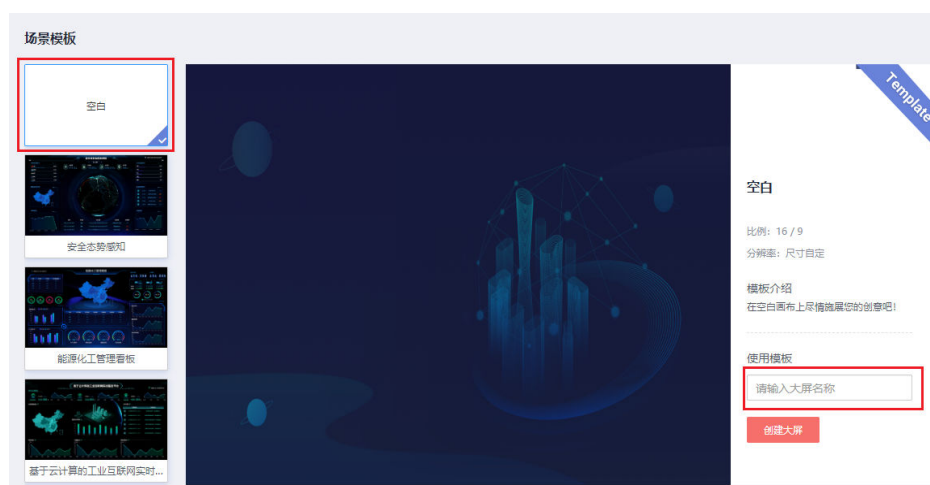 场景模板
空白
安全态势感知
能源化工管理看板
基于云计算的工业互联网实时...
Template
空白
比例：16 / 9
分辨率：尺寸自定
模板介绍
在空白画布上尽情施展您的创意吧！
使用模板
请输入大屏名称
创建大屏